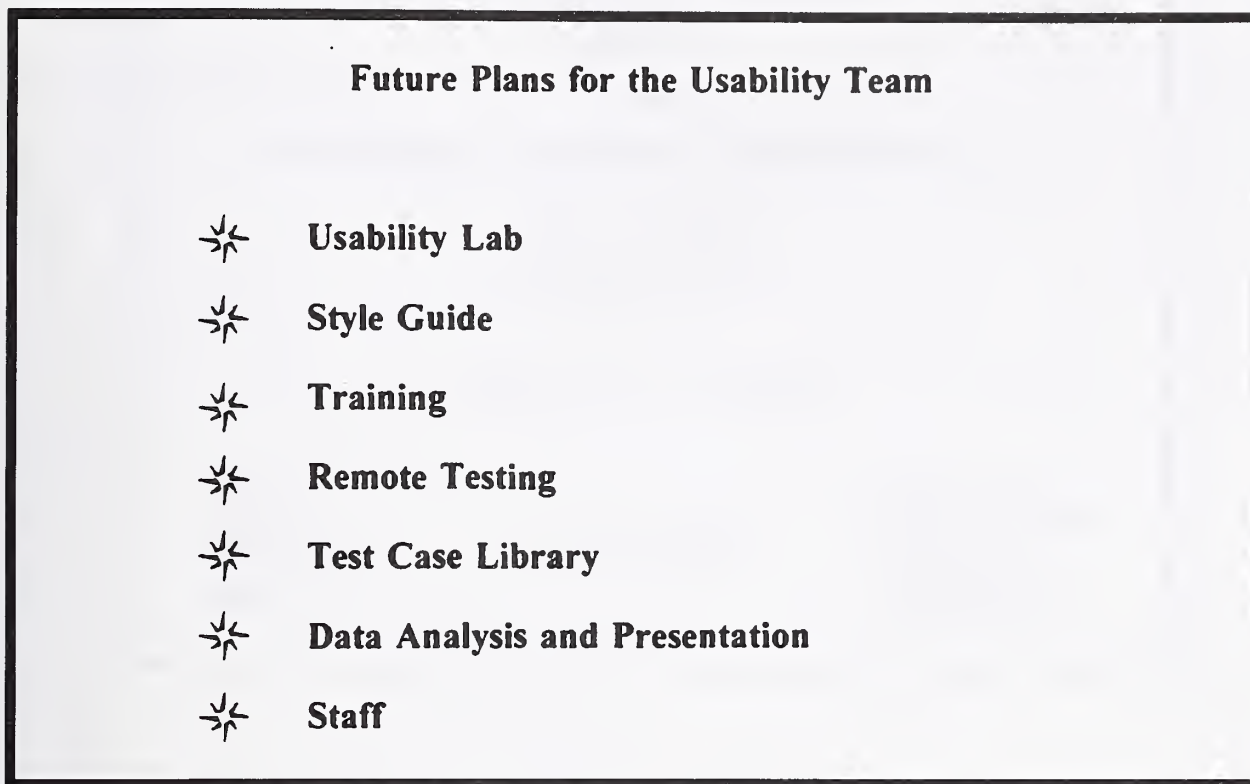 Future Plans for the Usability Team
Usability Lab
Style Guide
Training
Remote Testing
Test Case Library
Data Analysis and Presentation
Staff